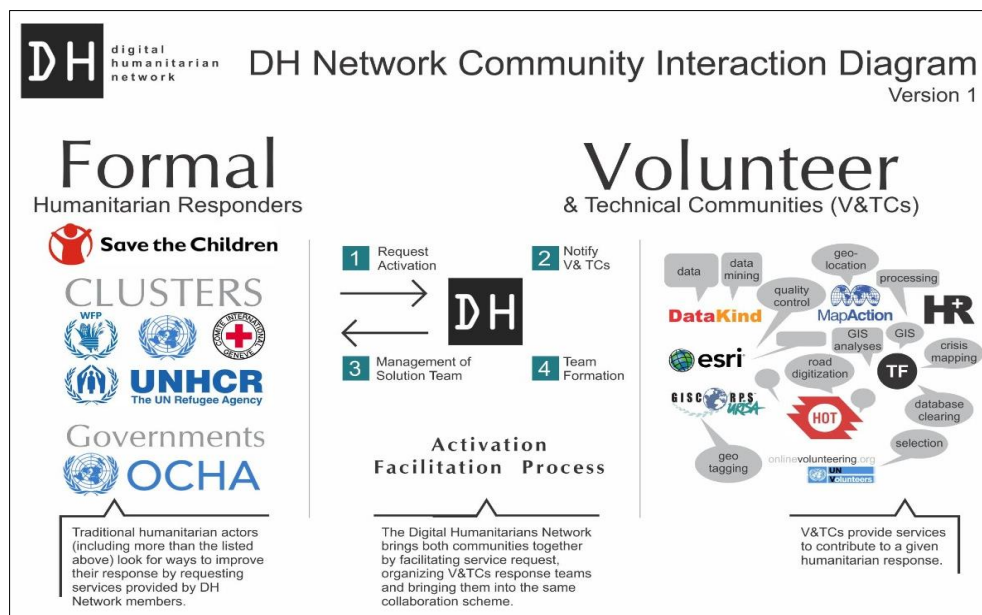 DH
digital
humanitarian
network
DH Network Community Interaction Diagram
Version 1
Formal
Humanitarian Responders
Save the Children
CLUSTERS
WFP
COMITE INTERNATIONAL
GENEVE
UNHCR
The UN Refugee Agency
Governments
OCHA
Traditional humanitarian actors
(including more than the listed
above) look for ways to improve
their response by requesting
services provided by DH
Network members.
1 Request
Activation
2 Notify
V& TCs
DH
3 Management of
Solution Team
4 Team
Formation
Activation
Facilitation Process
The Digital Humanitarians Network
brings both communities together
by facilitating service request,
organizing V&TCs response teams
and bringing them into the same
collaboration scheme.
Volunteer
& Technical Communities (V&TCs)
data
data
mining
geo-
location
processing
quality
control
DataKind
MapAction
HR+
GIS
analyses
GIS
crisis
mapping
esri
road
digitization
TF
GISCORPS
URISA
HOT
database
clearing
geo
tagging
selection
onlinevolunteering.org
UN
Volunteers
V&TCs provide services
to contribute to a given
humanitarian response.